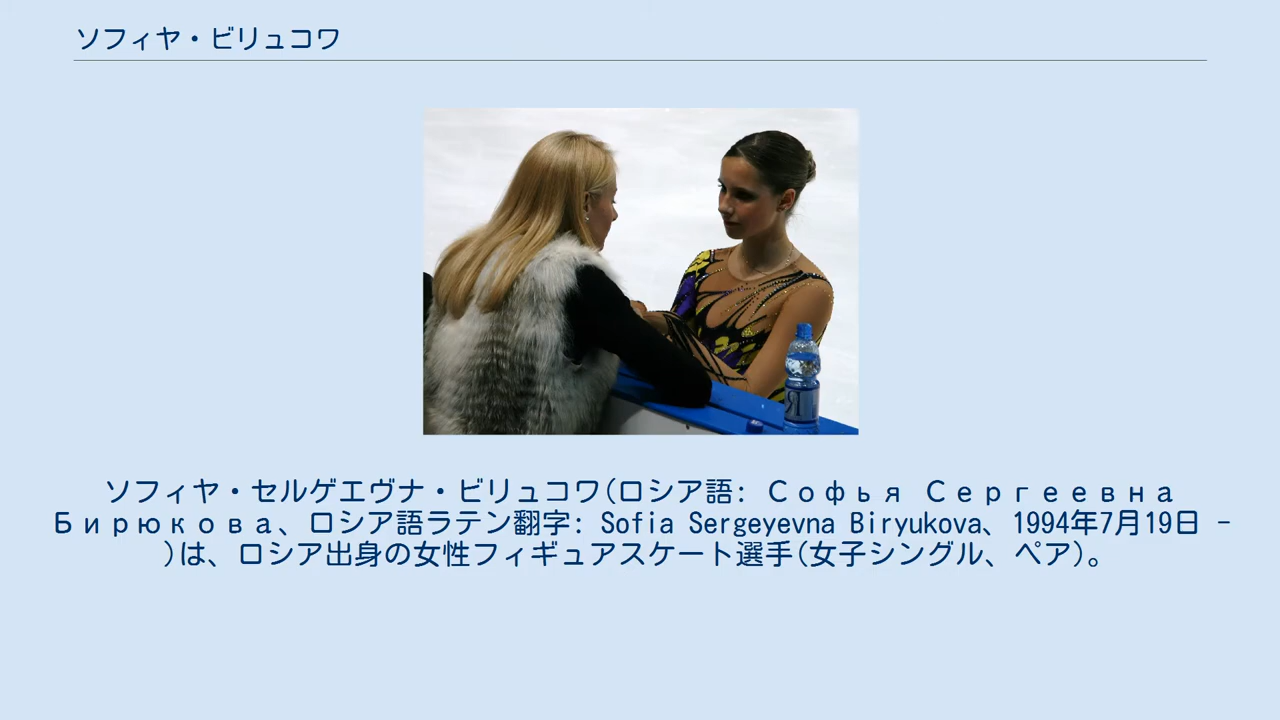 ソフィヤ・ビリュコワ
Я
ソフィヤ・セルゲエヴナ・ビリュコワ(ロシア語: Софья Сергеевна
Бирюкова、ロシア語ラテン翻字: Sofia Sergeyevna Biryukova、1994年7月19日 -
)は、ロシア出身の女性フィギュアスケート選手(女子シングル、ペア)。